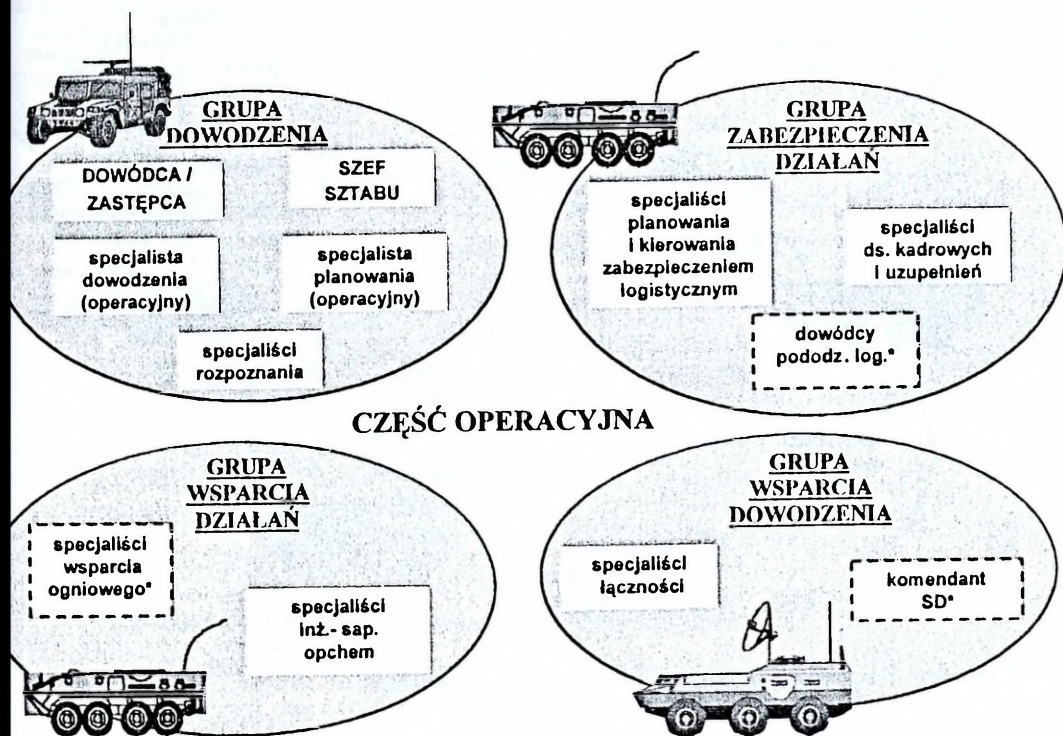 GRUPA
DOWODZENIA
DOWÓDCA /
ZASTĘPCA
SZEF
SZTABU
specjalista
dowodzenia
(operacyjny)
specjalista
planowania
(operacyjny)
specjaliści
rozpoznania
GRUPA
ZABEZPIECZENIA
DZIAŁAŃ
specjaliści
planowania
i kierowania
zabezpieczeniem
logistycznym
specjaliści
ds. kadrowych
i uzupełnień
dowódcy
pododz. log.*
CZĘŚĆ OPERACYJNA
GRUPA
WSPARCIA
DZIAŁAŃ
specjaliści
wsparcia
ogniowego*
specjaliści
inż.- sap.
opchem
GRUPA
WSPARCIA
DOWODZENIA
specjaliści
łączności
komendant
SD*